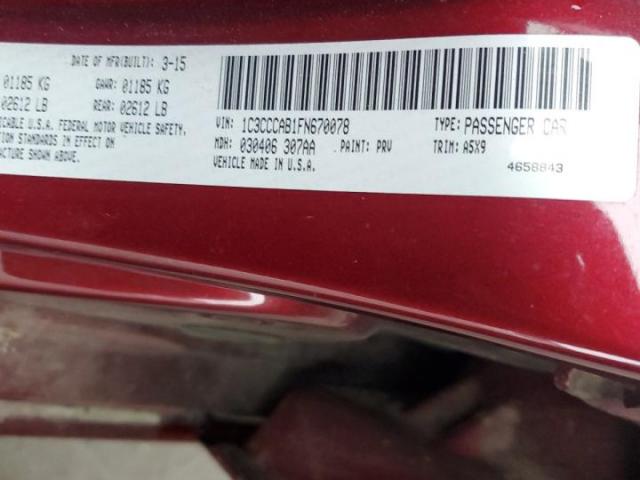 DATE OF MFR(BUILT): 3-15
01185 KG GAWR: 01185 KG
02612 LB REAR: 02612 LB
ICABLE U.S.A. FEDERAL MOTOR VEHICLE SAFETY,
TION STANDARDS IN EFFECT ON
FACTURE SHOWN ABOVE.
VIN: 1C3CCCAB1FN670078 TYPE: PASSENGER CAR
MDH: 030406 307AA PAINT: PRV TRIM: A5X9
VEHICLE MADE IN U.S.A. 4658843